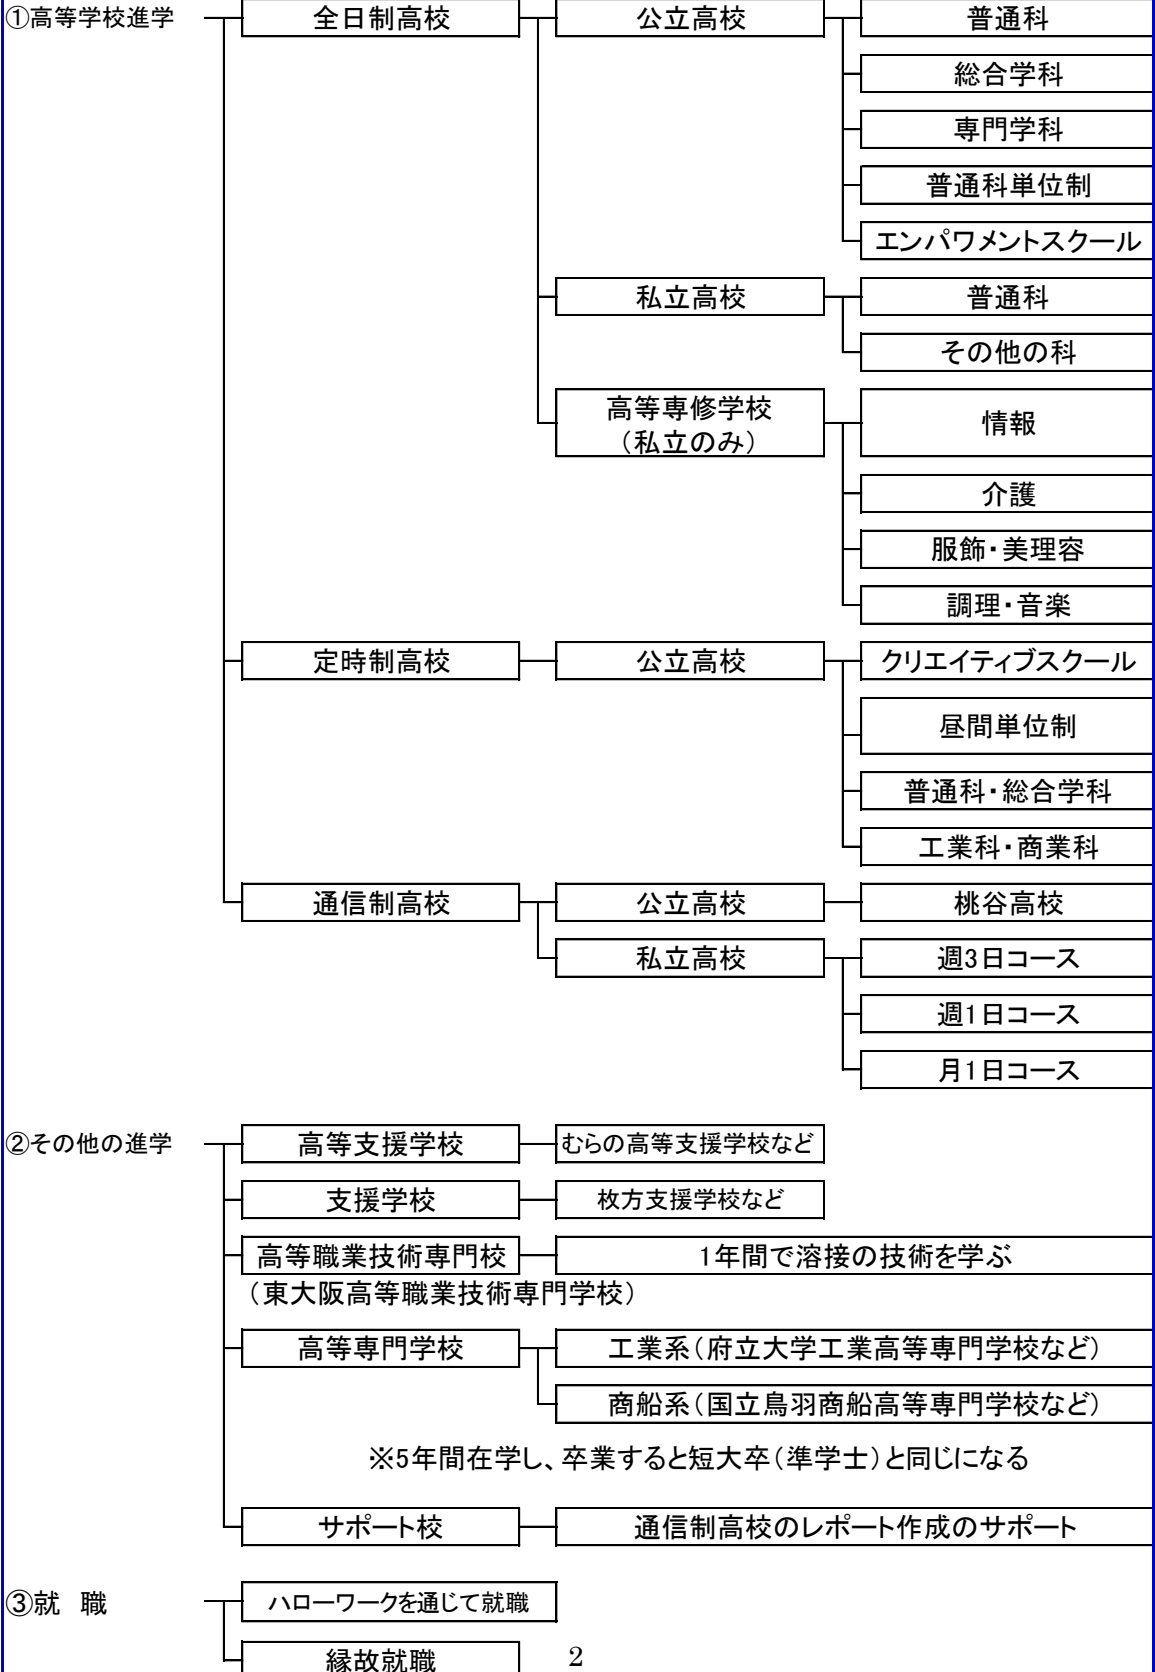 ①高等学校進学
全日制高校
公立高校
普通科
総合学科
専門学科
普通科単位制
エンパワメントスクール
私立高校
普通科
その他の科
高等専修学校
（私立のみ）
情報
介護
服飾・美理容
調理・音楽
定時制高校
公立高校
クリエイティブスクール
昼間単位制
普通科・総合学科
工業科・商業科
通信制高校
公立高校
桃谷高校
私立高校
週3日コース
週1日コース
月1日コース
②その他の進学
高等支援学校
むらの高等支援学校など
支援学校
枚方支援学校など
高等職業技術専門校
1年間で溶接の技術を学ぶ
（東大阪高等職業技術専門学校）
高等専門学校
工業系（府立大学工業高等専門学校など）
商船系（国立鳥羽商船高等専門学校など）
※5年間在学し、卒業すると短大卒（準学士）と同じになる
サポート校
通信制高校のレポート作成のサポート
③就　職
ハローワークを通じて就職
縁故就職
2